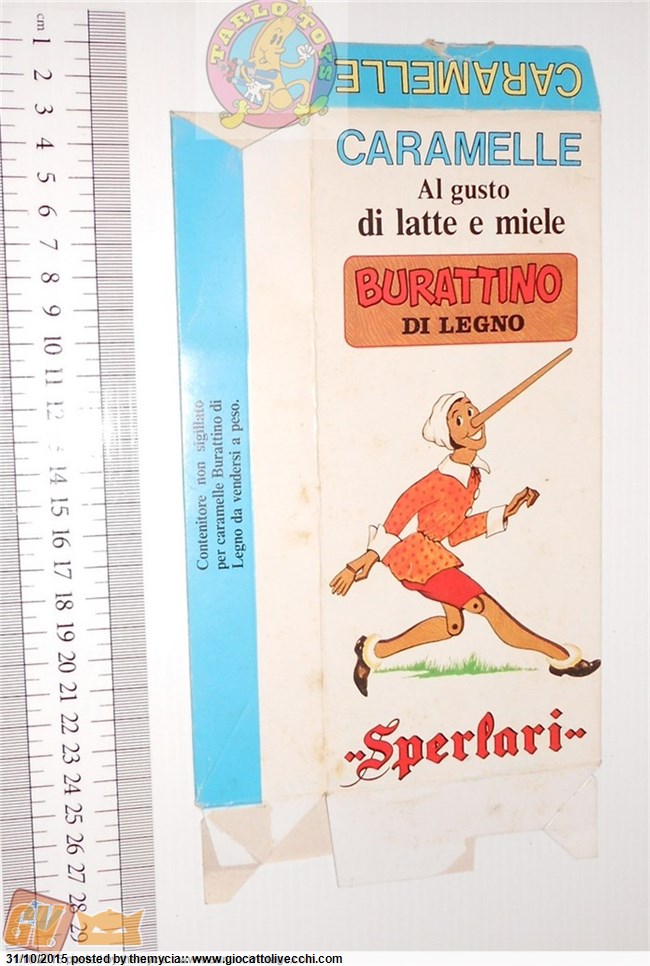 TARLO TOYS
CARAMELLE
CARAMELLE
Al gusto
di latte e miele
BURATTINO
DI LEGNO
Contenitore non sigillato
per caramelle Burattino di
Legno da vendersi a peso.
"Sperlari"
cm 1 2 3 4 5 6 7 8 9 10 11 12 14 15 16 17 18 19 20 21 22 23 24 25 26 27 28 29
GV
31/10/2015 posted by themycia:: www.giocattolivecchi.com